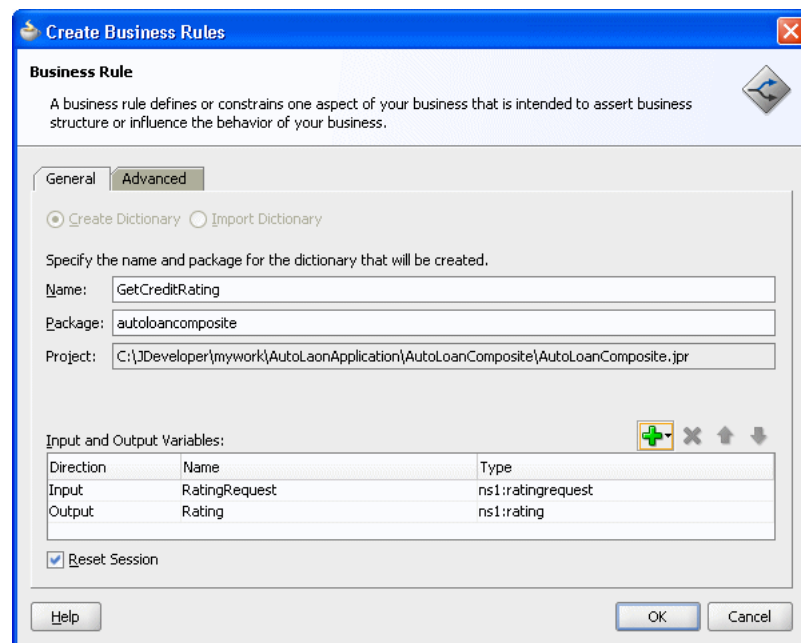 Create Business Rules
Business Rule
A business rule defines or constrains one aspect of your business that is intended to assert business
structure or influence the behavior of your business.
General Advanced
Create Dictionary Import Dictionary
Specify the name and package for the dictionary that will be created.
Name: GetCreditRating
Package: autoloancomposite
Project: C:\JDeveloper\mywork\AutoLaonApplication\AutoLoanComposite\AutoLoanComposite.jpr
Input and Output Variables:
Direction Name Type
Input RatingRequest ns1:ratingrequest
Output Rating ns1:rating
Reset Session
Help OK Cancel